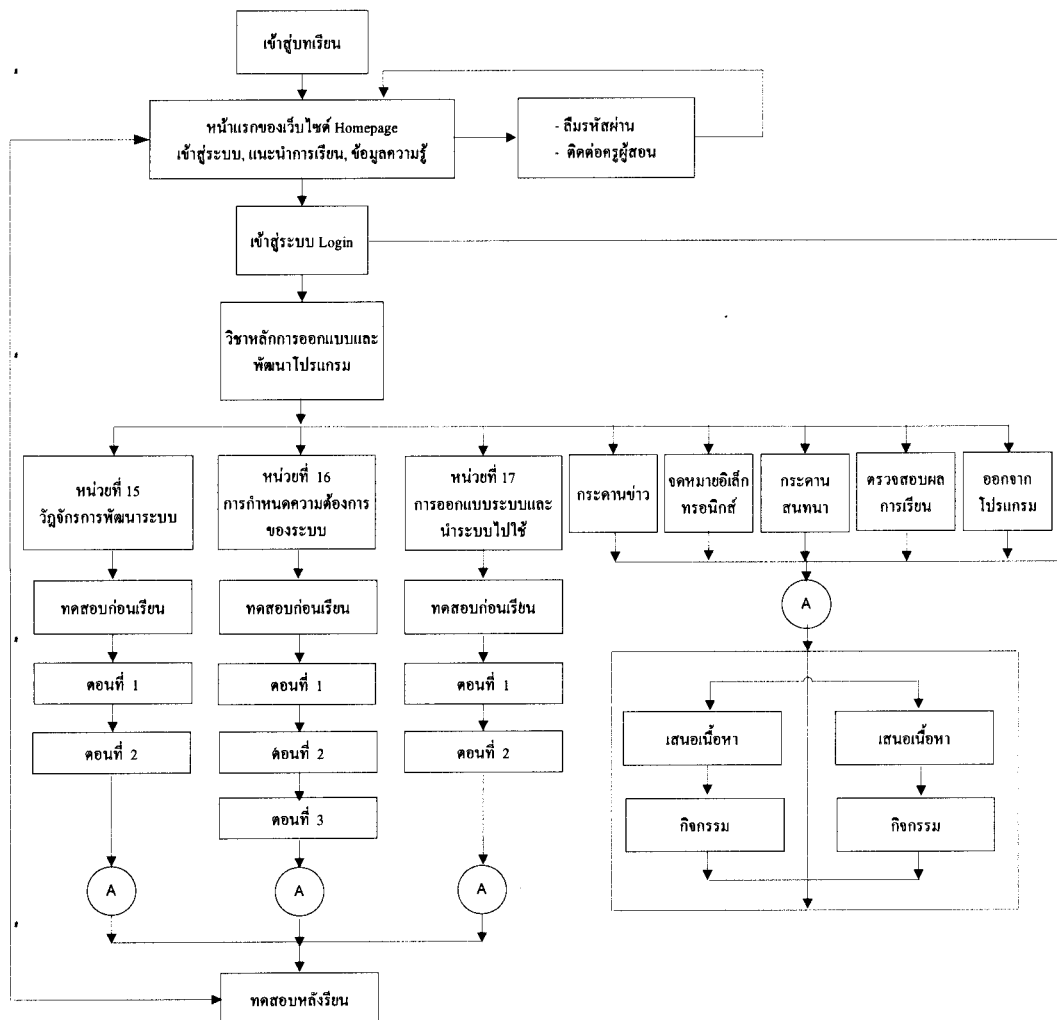 เข้าสู่บทเรียน
หน้าแรกของเว็บไซต์ Homepage
เข้าสู่ระบบ, แนะนำการเรียน, ข้อมูลความรู้
- ลืมรหัสผ่าน
- ติดต่อครูผู้สอน
เข้าสู่ระบบ Login
วิชาหลักการออกแบบและ
พัฒนาโปรแกรม
หน่วยที่ 15
วัฎจักรการพัฒนาระบบ
หน่วยที่ 16
การกำหนดความต้องการ
ของระบบ
หน่วยที่ 17
การออกแบบระบบและ
นำระบบไปใช้
กระดานข่าว
จดหมายอิเล็ก
ทรอนิกส์
กระดาน
สนทนา
ตรวจสอบผล
การเรียน
ออกจาก
โปรแกรม
ทดสอบก่อนเรียน
ทดสอบก่อนเรียน
ทดสอบก่อนเรียน
A
ตอนที่ 1
ตอนที่ 1
ตอนที่ 1
ตอนที่ 2
ตอนที่ 2
ตอนที่ 2
เสนอเนื้อหา
เสนอเนื้อหา
ตอนที่ 3
กิจกรรม
กิจกรรม
A
A
A
ทดสอบหลังเรียน